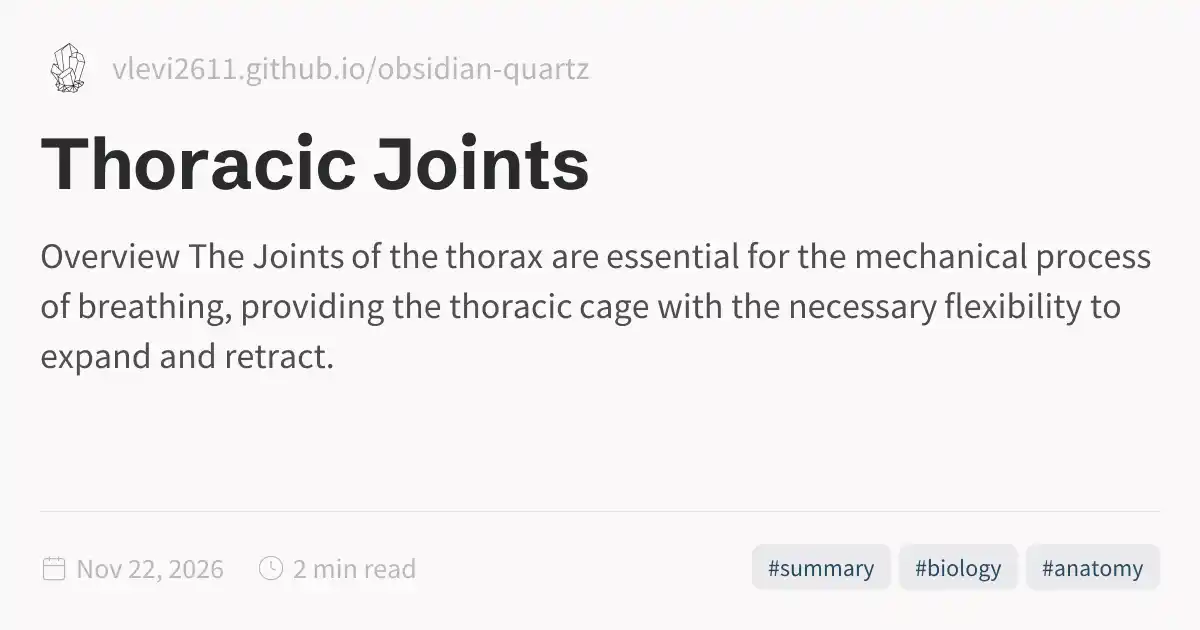 vlevi2611.github.io/obsidian-quartz
Thoracic Joints
Overview The Joints of the thorax are essential for the mechanical process
of breathing, providing the thoracic cage with the necessary flexibility to
expand and retract.
Nov 22, 2026 2 min read #summary #biology #anatomy